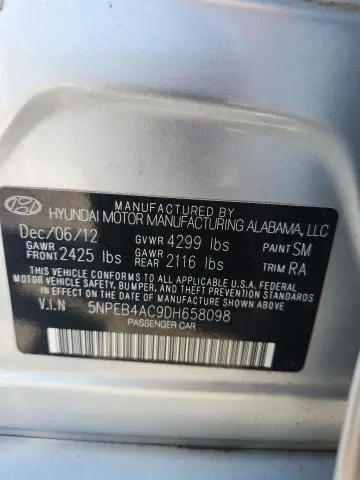 MANUFACTURED BY
HYUNDAI MOTOR MANUFACTURING ALABAMA, LLC
Dec/06/12 GVWR 4299 lbs PAINT SM
GAWR FRONT 2425 lbs GAWR REAR 2116 lbs TRIM RA
THIS VEHICLE CONFORMS TO ALL APPLICABLE U.S.A. FEDERAL
MOTOR VEHICLE SAFETY, BUMPER, AND THEFT PREVENTION STANDARDS
IN EFFECT ON THE DATE OF MANUFACTURE SHOWN ABOVE.
V.I.N 5NPEB4AC9DH658098
PASSENGER CAR